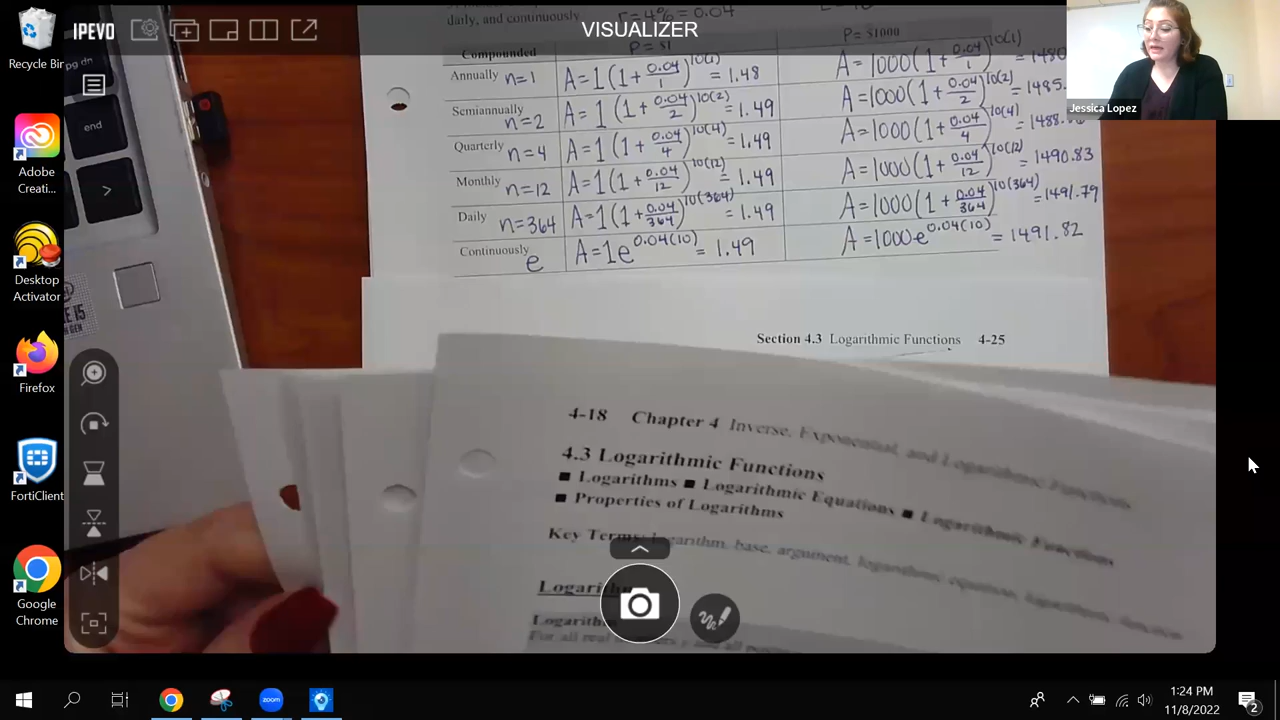 Recycle Bin
Adobe
Creati...
Desktop
Activator
Firefox
FortiClient
Google
Chrome
IPEVO
VISUALIZER
Jessica Lopez
pg dn
end
daily, and continuously r = 4% = 0.04
Compounded P = $1 P = $1000
Annually n=1 A = 1(1 + 0.04/1)^10(1) = 1.48 A = 1000(1 + 0.04/1)^10(1) = 1480
Semiannually n=2 A = 1(1 + 0.04/2)^10(2) = 1.49 A = 1000(1 + 0.04/2)^10(2) = 1485.
Quarterly n=4 A = 1(1 + 0.04/4)^10(4) = 1.49 A = 1000(1 + 0.04/4)^10(4) = 1488.
Monthly n=12 A = 1(1 + 0.04/12)^10(12) = 1.49 A = 1000(1 + 0.04/12)^10(12) = 1490.83
Daily n=364 A = 1(1 + 0.04/364)^10(364) = 1.49 A = 1000(1 + 0.04/364)^10(364) = 1491.79
Continuously e A = 1e^0.04(10) = 1.49 A = 1000e^0.04(10) = 1491.82
Section 4.3 Logarithmic Functions 4-25
4-18 Chapter 4 Inverse, Exponential, and Logarithmic Functions
4.3 Logarithmic Functions
■ Logarithms ■ Logarithmic Equations ■ Logarithmic Functions
■ Properties of Logarithms
Key Terms: logarithm, base, argument, logarithmic equation, logarithmic function
zoom
1:24 PM
11/8/2022
2